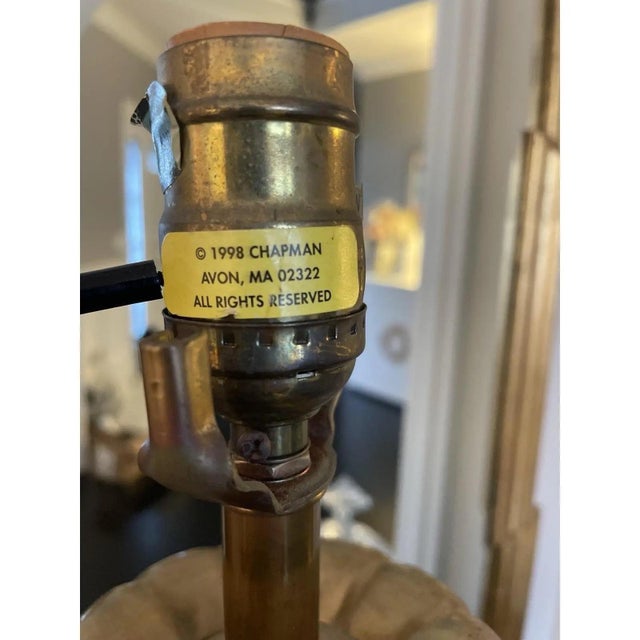 © 1998 CHAPMAN
AVON, MA 02322
ALL RIGHTS RESERVED